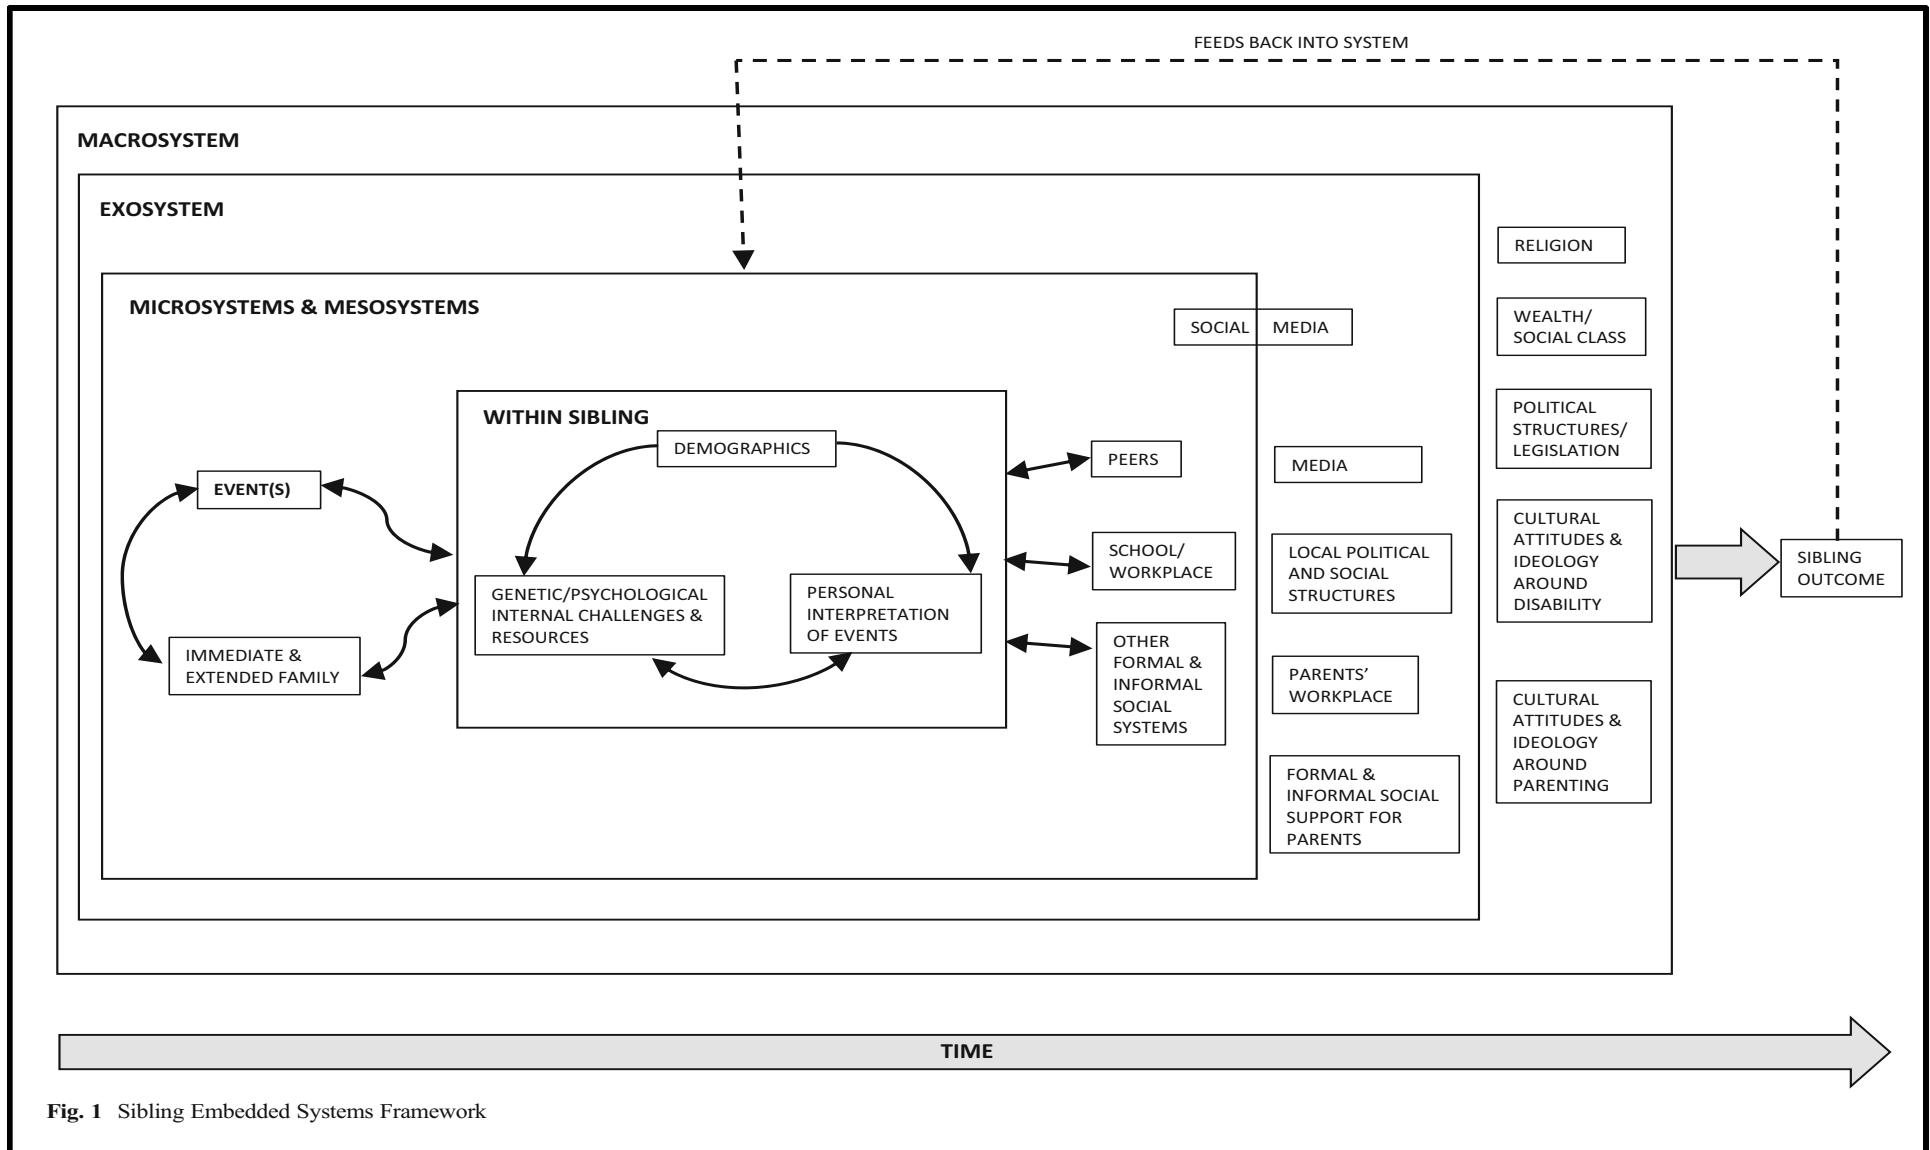 FEEDS BACK INTO SYSTEM
MACROSYSTEM
EXOSYSTEM
MICROSYSTEMS & MESOSYSTEMS
SOCIAL MEDIA
WITHIN SIBLING
DEMOGRAPHICS
EVENT(S)
IMMEDIATE &
EXTENDED FAMILY
GENETIC/PSYCHOLOGICAL
INTERNAL CHALLENGES &
RESOURCES
PERSONAL
INTERPRETATION
OF EVENTS
PEERS
SCHOOL/
WORKPLACE
OTHER
FORMAL &
INFORMAL
SOCIAL
SYSTEMS
MEDIA
LOCAL POLITICAL
AND SOCIAL
STRUCTURES
PARENTS’
WORKPLACE
FORMAL &
INFORMAL SOCIAL
SUPPORT FOR
PARENTS
RELIGION
WEALTH/
SOCIAL CLASS
POLITICAL
STRUCTURES/
LEGISLATION
CULTURAL
ATTITUDES &
IDEOLOGY
AROUND
DISABILITY
CULTURAL
ATTITUDES &
IDEOLOGY
AROUND
PARENTING
SIBLING
OUTCOME
TIME
Fig. 1 Sibling Embedded Systems Framework